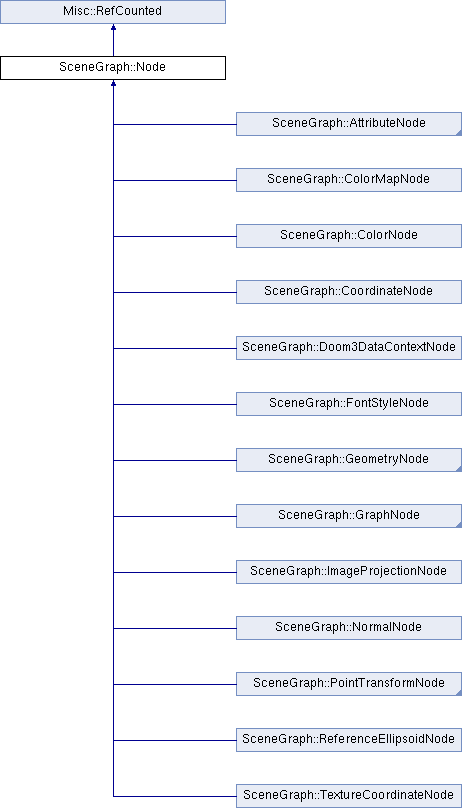 Misc::RefCounted
SceneGraph::Node
SceneGraph::AttributeNode
SceneGraph::ColorMapNode
SceneGraph::ColorNode
SceneGraph::CoordinateNode
SceneGraph::Doom3DataContextNode
SceneGraph::FontStyleNode
SceneGraph::GeometryNode
SceneGraph::GraphNode
SceneGraph::ImageProjectionNode
SceneGraph::NormalNode
SceneGraph::PointTransformNode
SceneGraph::ReferenceEllipsoidNode
SceneGraph::TextureCoordinateNode